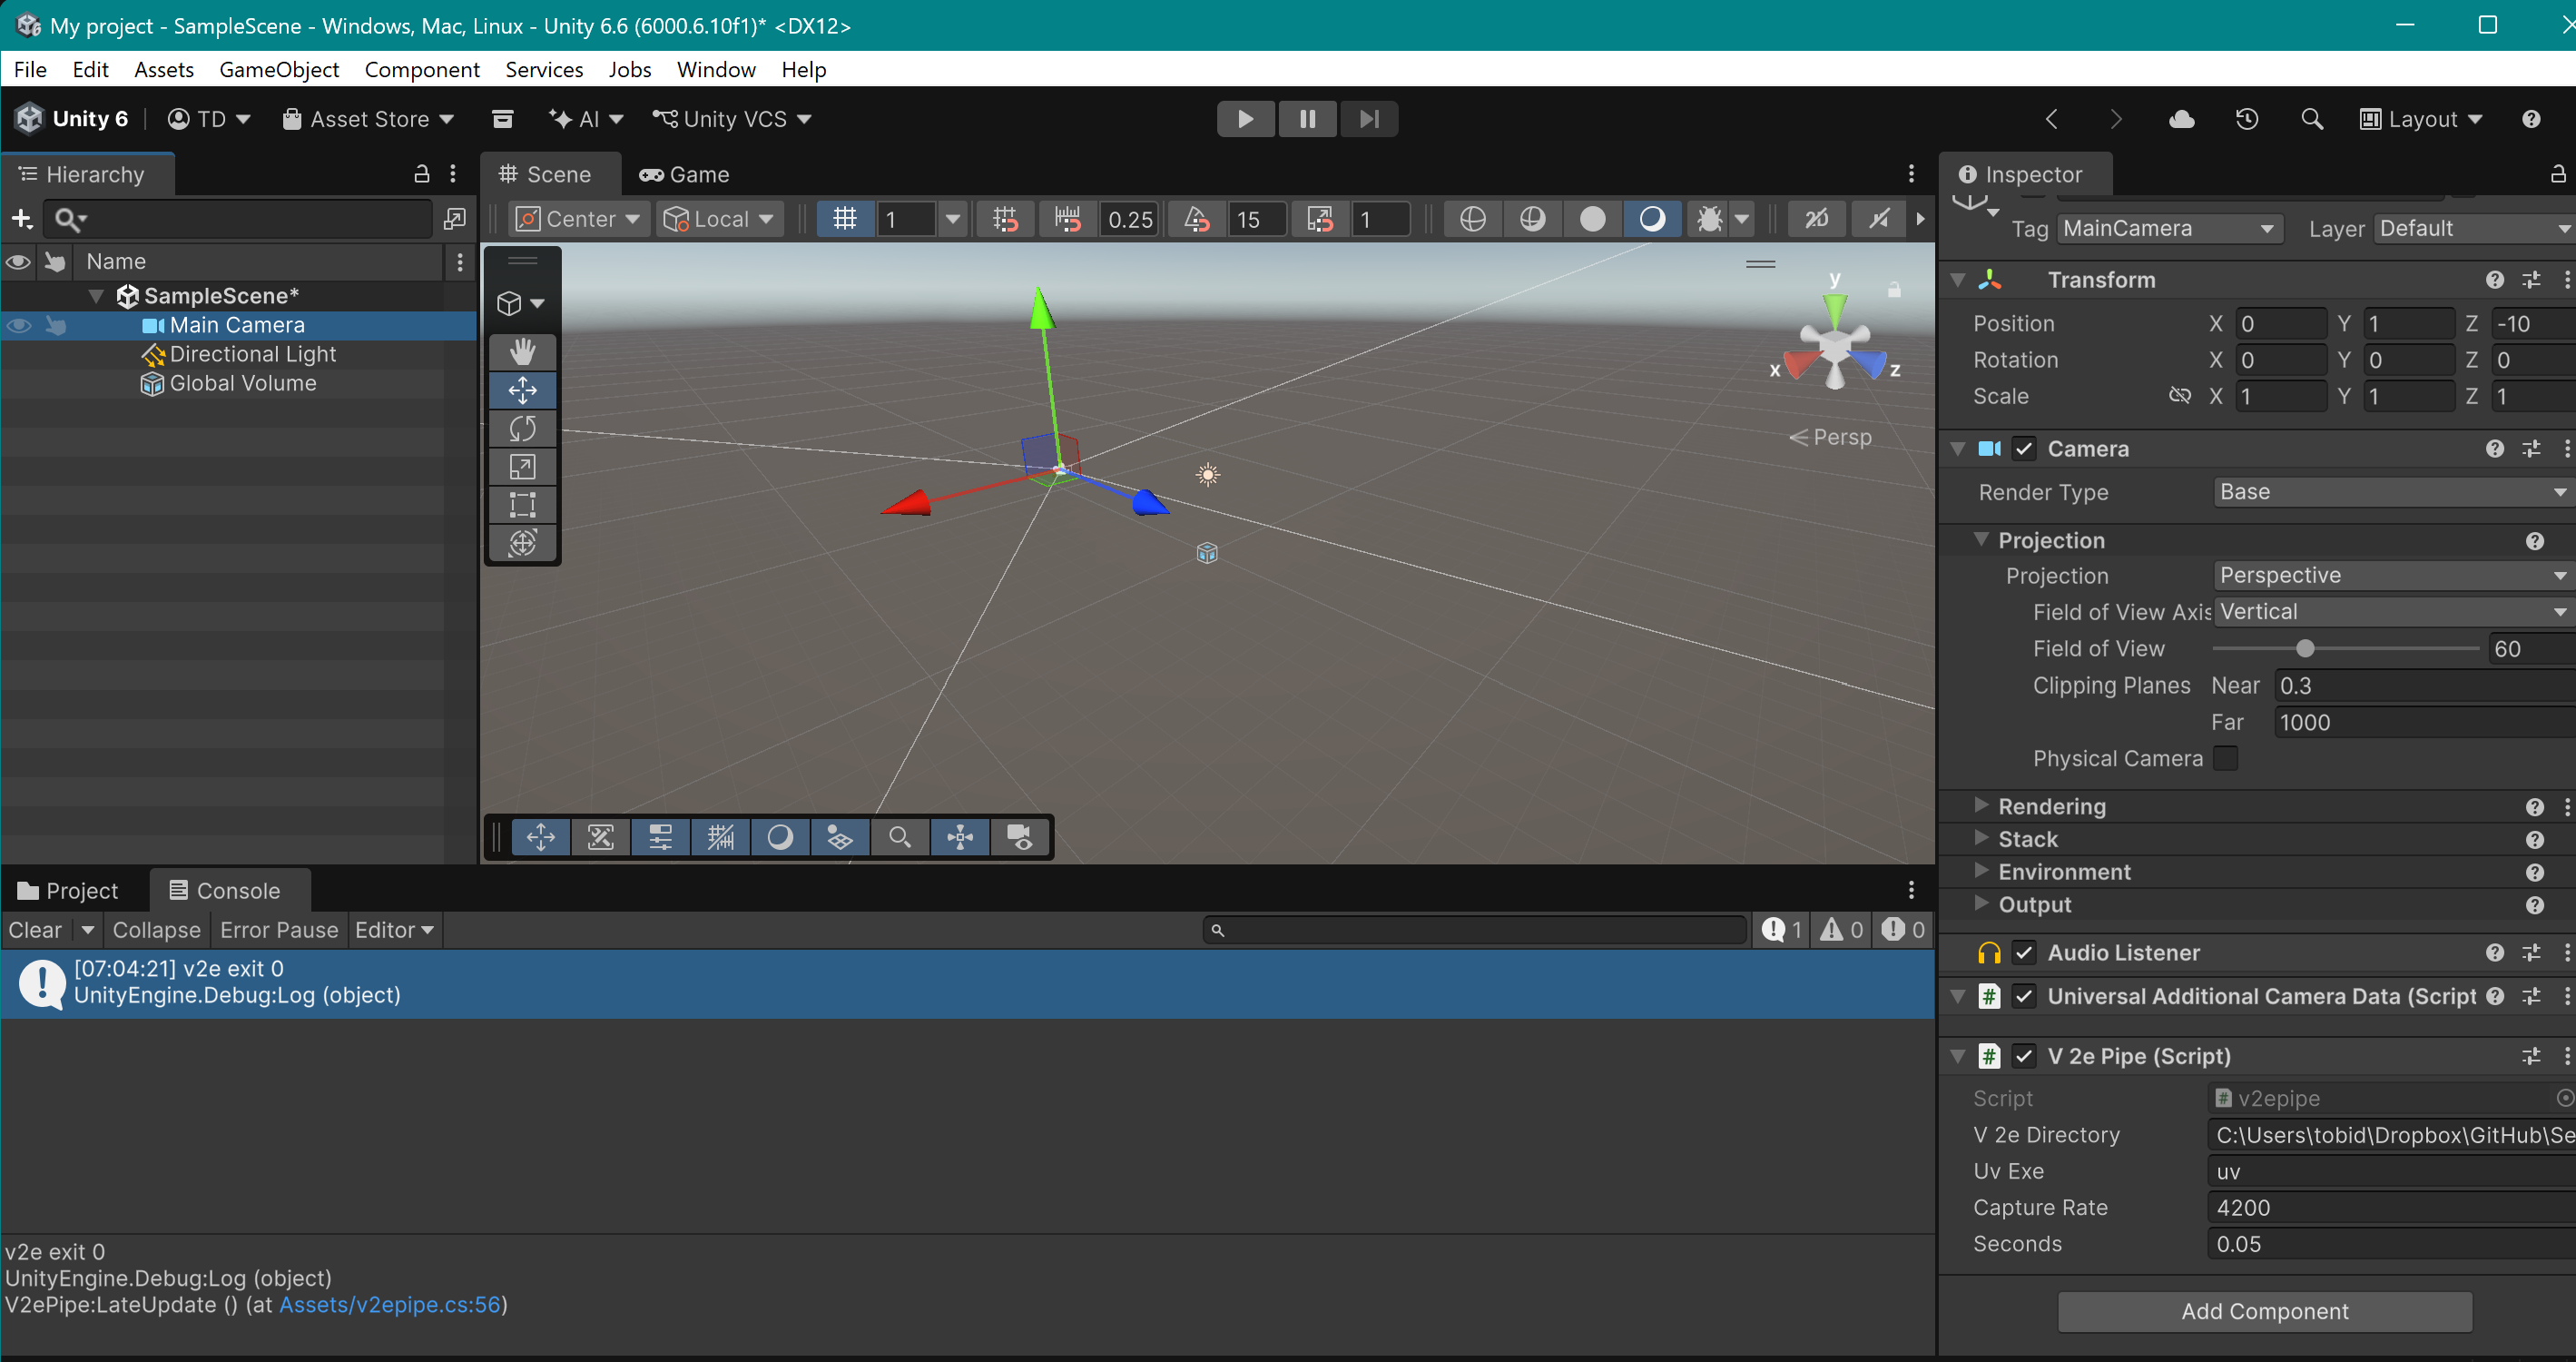 My project - SampleScene - Windows, Mac, Linux - Unity 6.6 (6000.6.10f1)* <DX12>
File Edit Assets GameObject Component Services Jobs Window Help
Unity 6 TD Asset Store AI Unity VCS Layout
Hierarchy
Name
SampleScene*
Main Camera
Directional Light
Global Volume
Scene Game
Center Local 1 0.25 15 1 2D
y
x z
Persp
Inspector
Tag MainCamera Layer Default
Transform
Position X 0 Y 1 Z -10
Rotation X 0 Y 0 Z 0
Scale X 1 Y 1 Z 1
Camera
Render Type Base
Projection
Projection Perspective
Field of View Axis Vertical
Field of View 60
Clipping Planes Near 0.3
Far 1000
Physical Camera
Rendering
Stack
Environment
Output
Audio Listener
Universal Additional Camera Data (Script
V 2e Pipe (Script)
Script v2epipe
V 2e Directory C:\Users\tobid\Dropbox\GitHub\Se
Uv Exe uv
Capture Rate 4200
Seconds 0.05
Add Component
Project Console
Clear Collapse Error Pause Editor 1 0 0
[07:04:21] v2e exit 0
UnityEngine.Debug:Log (object)
v2e exit 0
UnityEngine.Debug:Log (object)
V2ePipe:LateUpdate () (at Assets/v2epipe.cs:56)